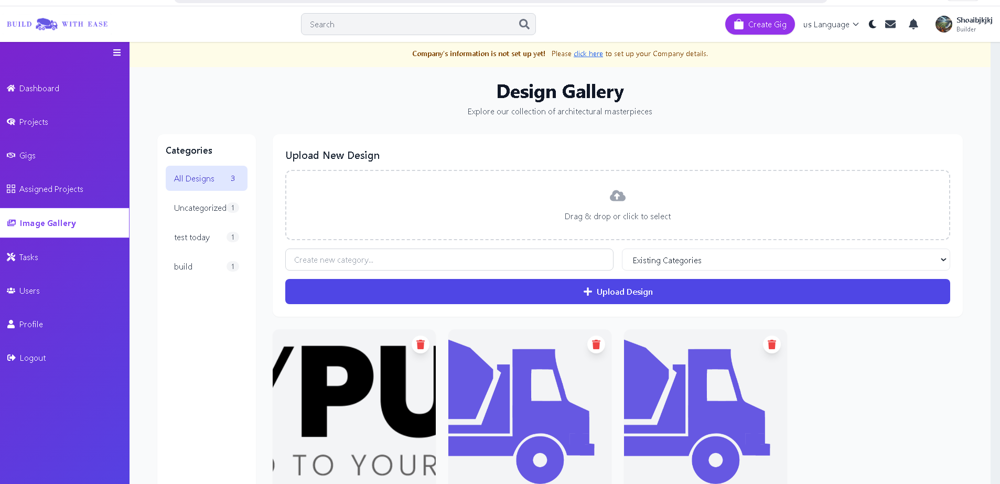 BUILD WITH EASE
Search
Create Gig
us Language
Shoaibjkjkj
Builder
Company's information is not set up yet! Please click here to set up your Company details.
Dashboard
Projects
Gigs
Assigned Projects
Image Gallery
Tasks
Users
Profile
Logout
Design Gallery
Explore our collection of architectural masterpieces
Categories
All Designs 3
Uncategorized 1
test today 1
build 1
Upload New Design
Drag & drop or click to select
Create new category...
Existing Categories
Upload Design
YPU
TO YOUR